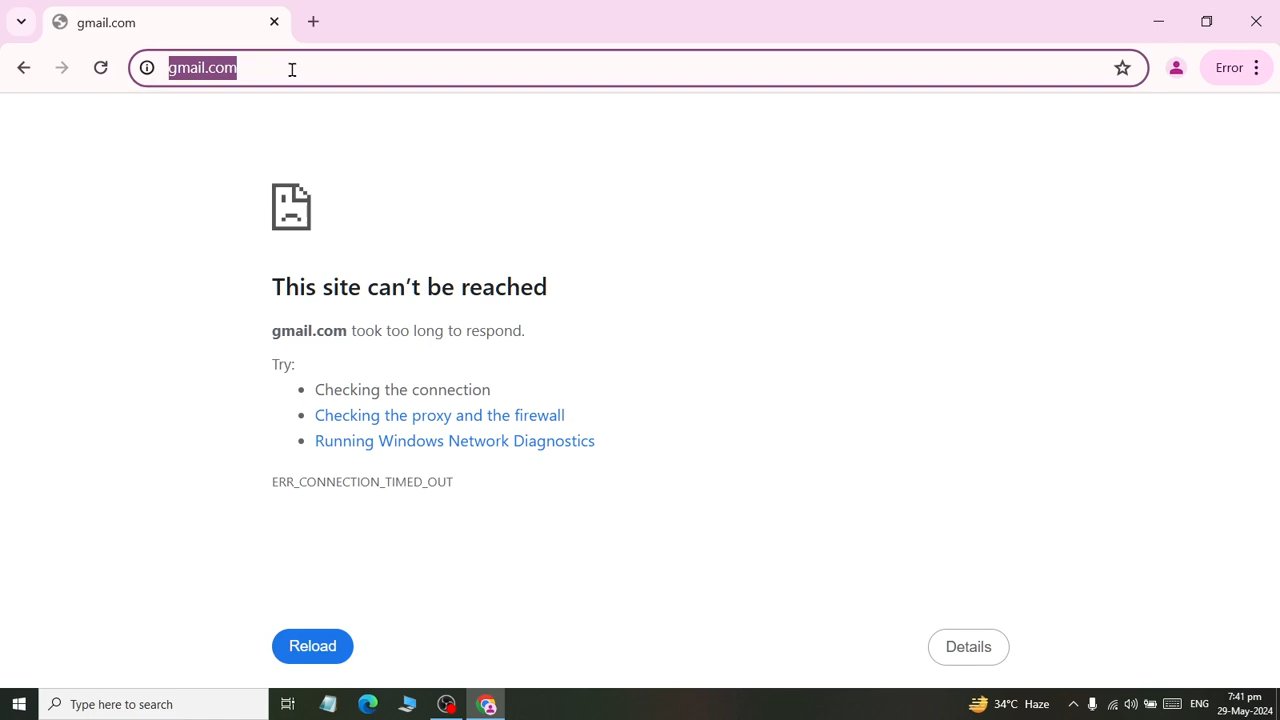 gmail.com
gmail.com
Error
This site can't be reached
gmail.com took too long to respond.
Try:
Checking the connection
Checking the proxy and the firewall
Running Windows Network Diagnostics
ERR_CONNECTION_TIMED_OUT
Reload
Details
Type here to search
34°C Haze
ENG
7:41 pm
29-May-2024